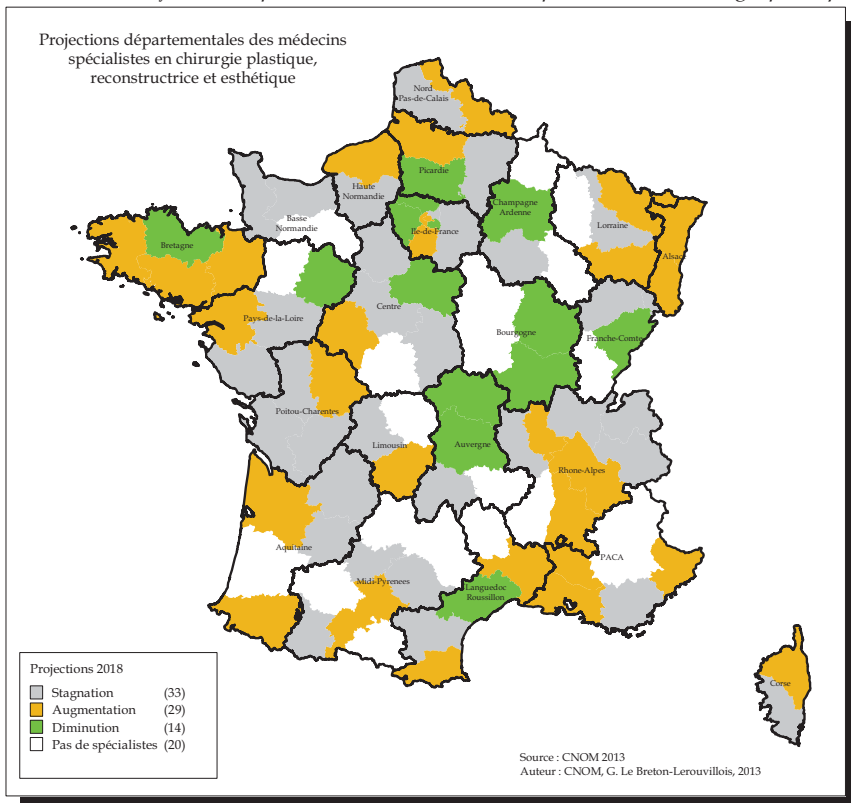 Projections départementales des médecins
spécialistes en chirurgie plastique,
reconstructrice et esthétique
Nord
Pas-de-Calais
Picardie
Haute
Normandie
Champagne
Ardenne
Basse
Normandie
Lorraine
Ile-de-France
Bretagne
Alsac
Centre
Pays-de-la-Loire
Bourgogne
Franche-Comte
Poitou-Charentes
Limousin
Auvergne
Rhone-Alpes
Aquitaine
PACA
Midi-Pyrenees
Languedoc
Roussillon
Corse
Projections 2018
Stagnation (33)
Augmentation (29)
Diminution (14)
Pas de spécialistes (20)
Source : CNOM 2013
Auteur : CNOM, G. Le Breton-Lerouvillois, 2013